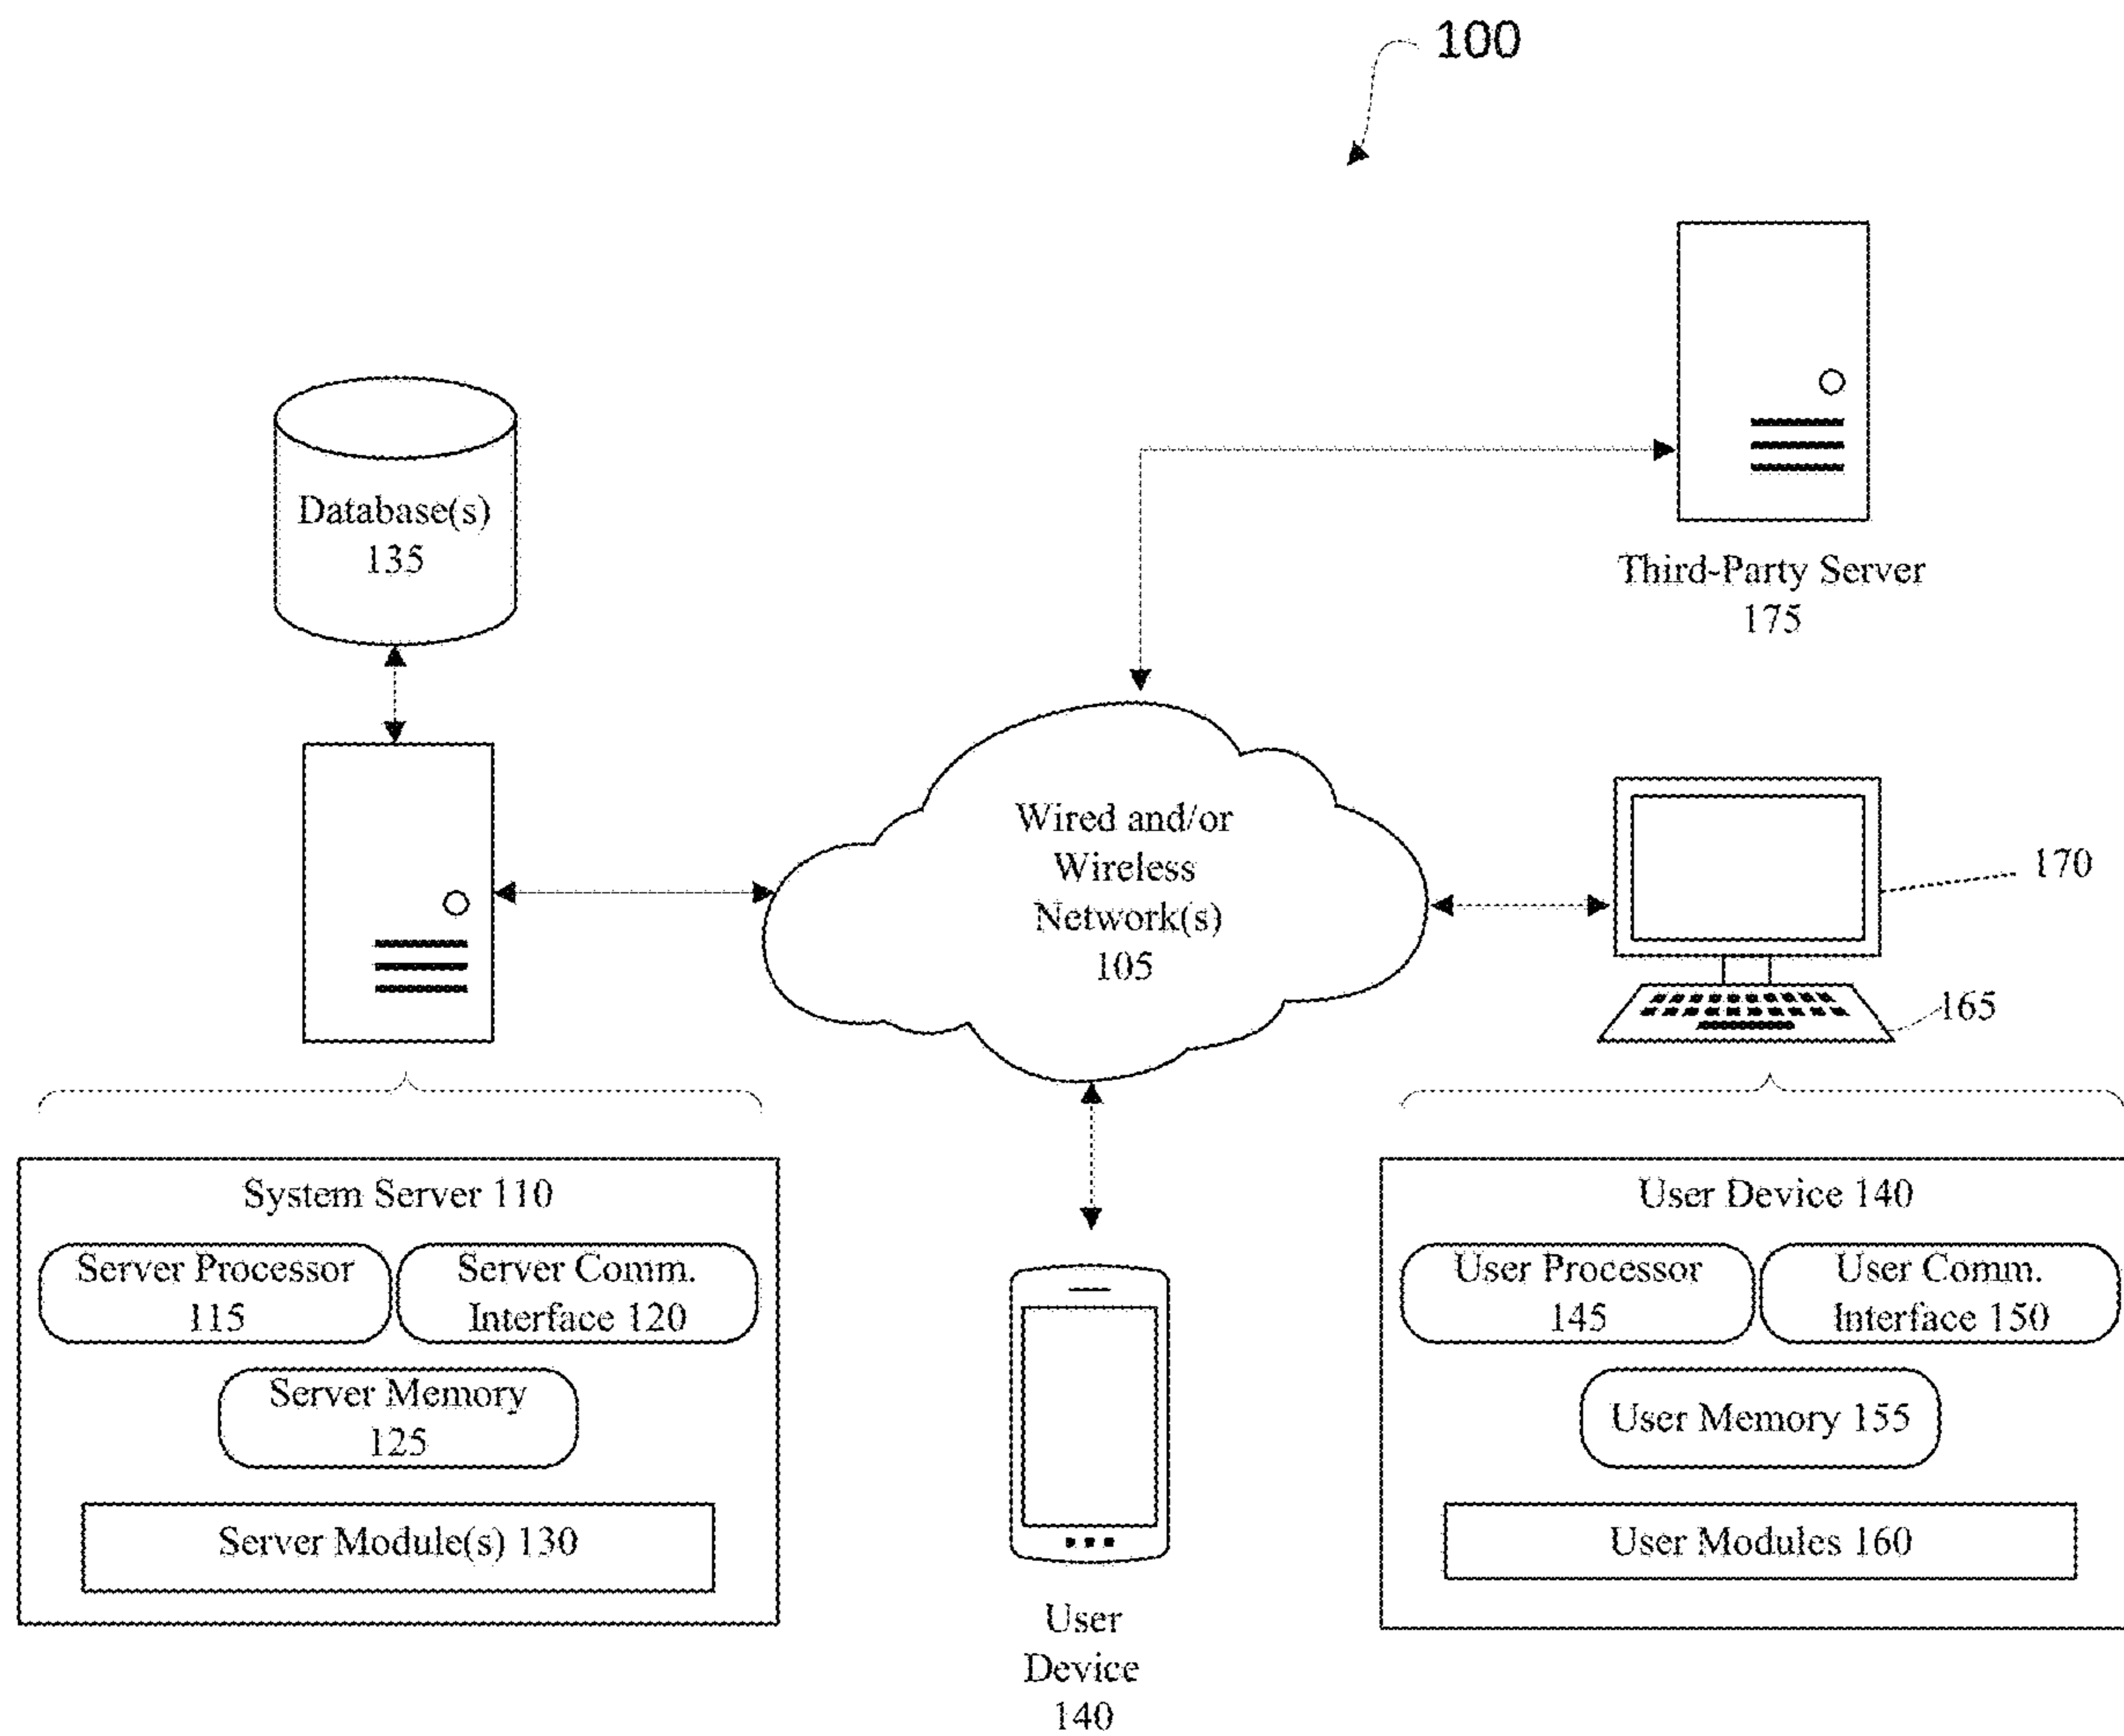 100
Database(s)
135
Third-Party Server
175
Wired and/or
Wireless
Network(s)
105
170
165
System Server 110
Server Processor
115
Server Comm.
Interface 120
Server Memory
125
Server Module(s) 130
User
Device
140
User Device 140
User Processor
145
User Comm.
Interface 150
User Memory 155
User Modules 160